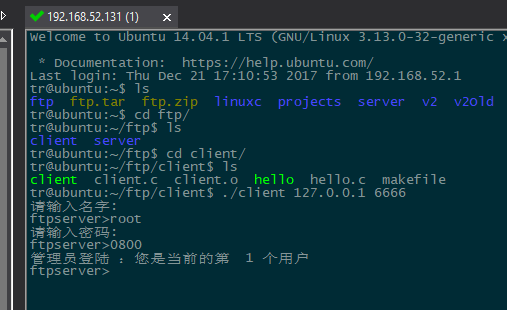 192.168.52.131 (1)
Welcome to Ubuntu 14.04.1 LTS (GNU/Linux 3.13.0-32-generic x
* Documentation:  https://help.ubuntu.com/
Last login: Thu Dec 21 17:10:53 2017 from 192.168.52.1
tr@ubuntu:~$ ls
ftp  ftp.tar  ftp.zip  linuxc  projects  server  v2  v2Old
tr@ubuntu:~$ cd ftp/
tr@ubuntu:~/ftp$ ls
client  server
tr@ubuntu:~/ftp$ cd client/
tr@ubuntu:~/ftp/client$ ls
client  client.c  client.o  hello  hello.c  makefile
tr@ubuntu:~/ftp/client$ ./client 127.0.0.1 6666
请输入名字:
ftpserver>root
请输入密码:
ftpserver>0800
管理员登陆 : 您是当前的第  1 个用户
ftpserver>